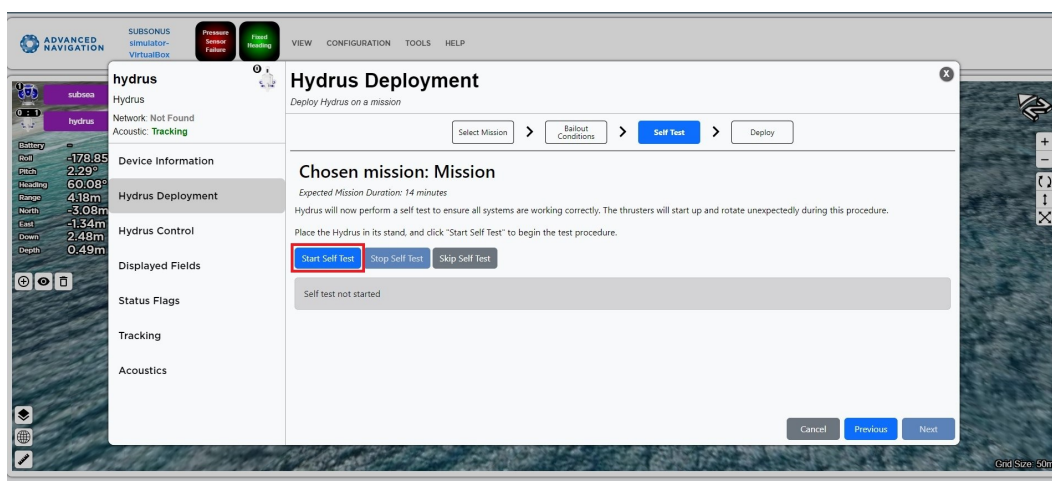 ADVANCED
NAVIGATION
SUBSONUS
simulator-
VirtualBox
Pressure
Sensor
Failure
Fixed
Heading
VIEW CONFIGURATION TOOLS HELP
subsea
hydrus
Battery -
Roll -178.85
Pitch 2.29°
Heading 60.08°
Range 4.18m
North -3.08m
East -1.34m
Down 2.48m
Depth 0.49m
hydrus
Hydrus
Network: Not Found
Acoustic: Tracking
Device Information
Hydrus Deployment
Hydrus Control
Displayed Fields
Status Flags
Tracking
Acoustics
Hydrus Deployment
X
Deploy Hydrus on a mission
Select Mission
Bailout
Conditions
Self Test
Deploy
Chosen mission: Mission
Expected Mission Duration: 14 minutes
Hydrus will now perform a self test to ensure all systems are working correctly. The thrusters will start up and rotate unexpectedly during this procedure.
Place the Hydrus in its stand, and click "Start Self Test" to begin the test procedure.
Start Self Test Stop Self Test Skip Self Test
Self test not started
Cancel Previous Next
Grid Size: 50m